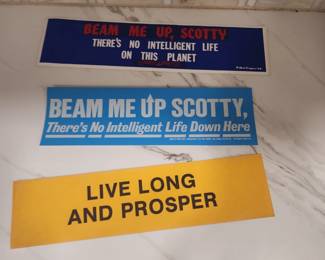 BEAM ME UP, SCOTTY
THERE'S NO INTELLIGENT LIFE
ON THIS PLANET
BEAM ME UP SCOTTY,
There's No Intelligent Life Down Here
LIVE LONG
AND PROSPER